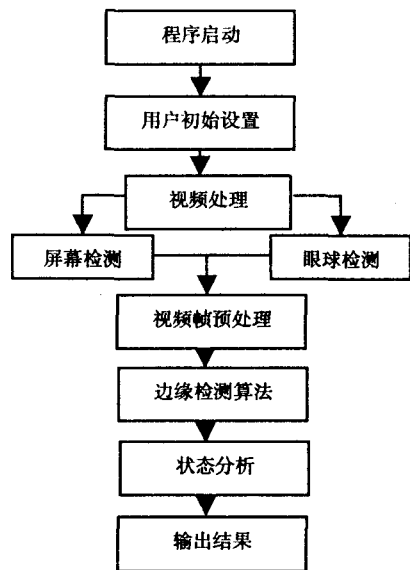 程序启动
用户初始设置
视频处理
屏幕检测
眼球检测
视频帧预处理
边缘检测算法
状态分析
输出结果